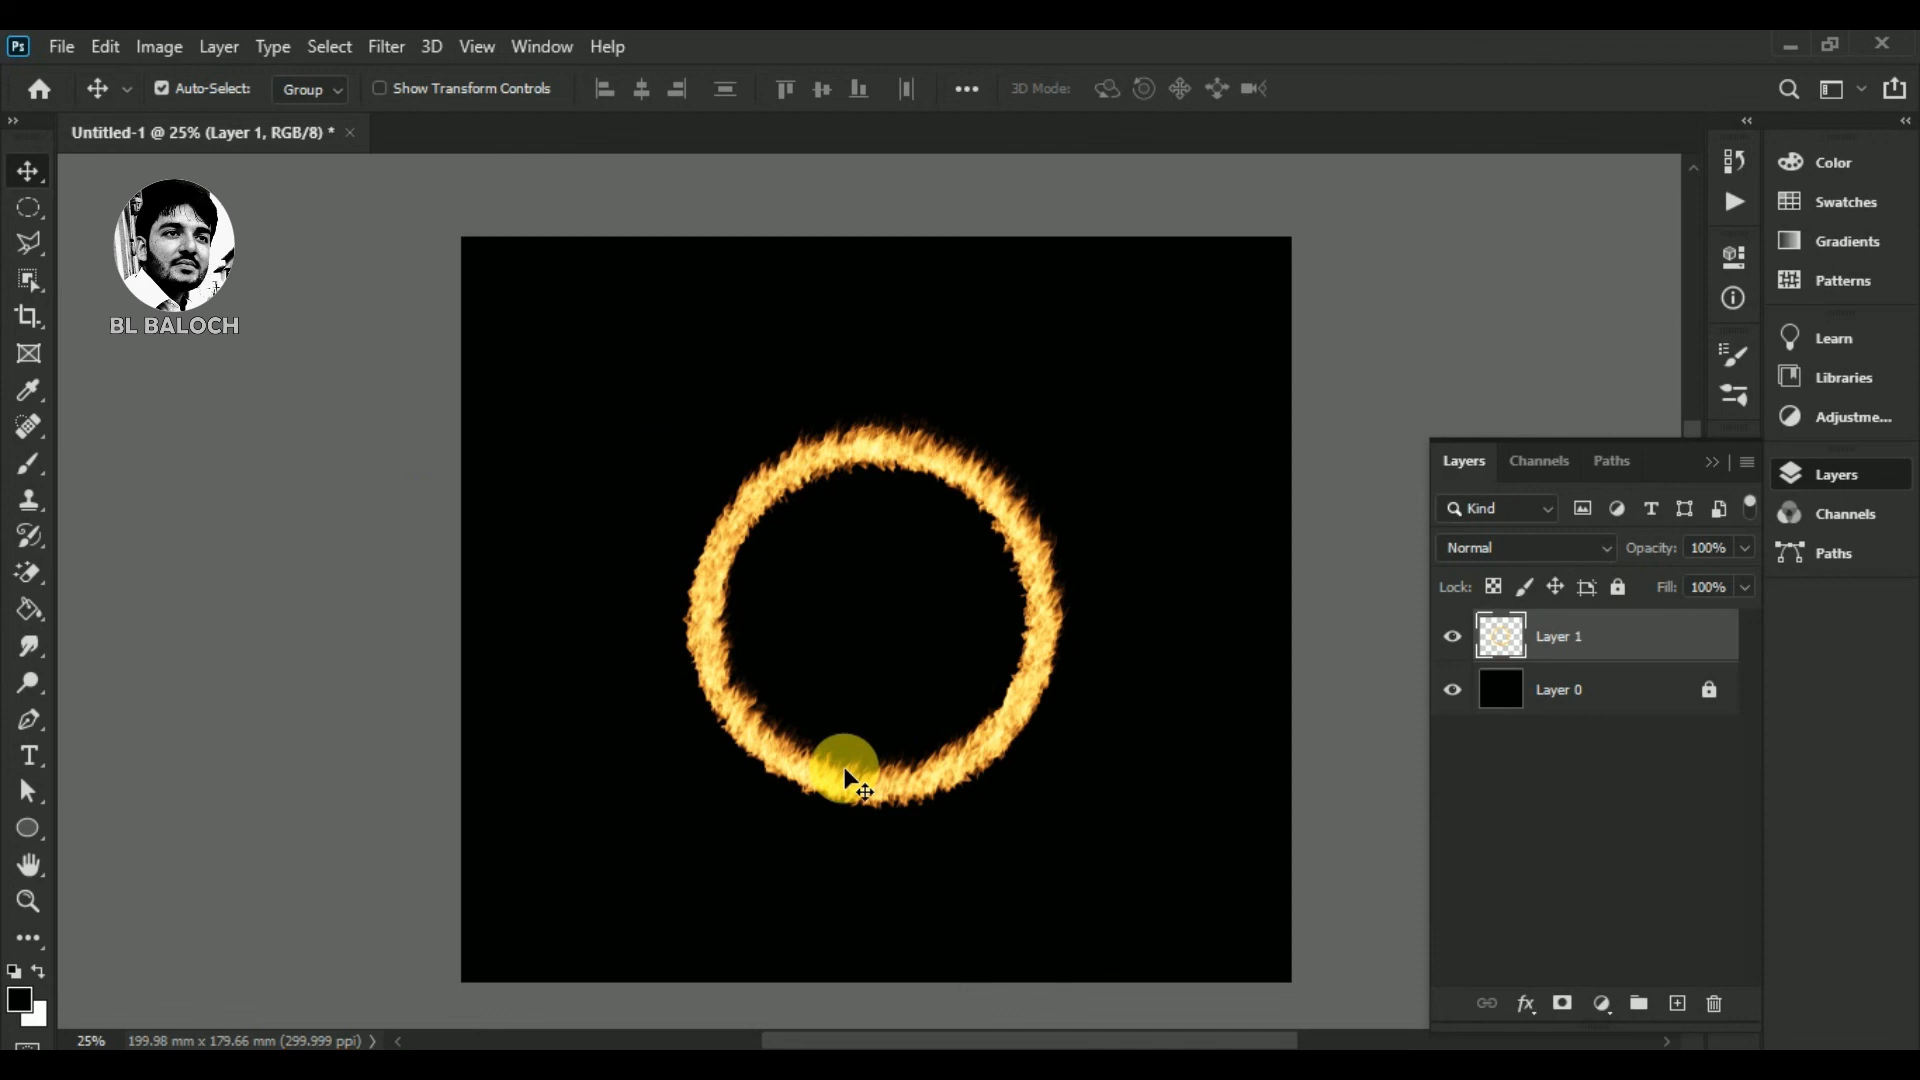 Ps File Edit Image Layer Type Select Filter 3D View Window Help
Auto-Select: Group Show Transform Controls 3D Mode:
Untitled-1 @ 25% (Layer 1, RGB/8) *
BL BALOCH
Color
Swatches
Gradients
Patterns
Learn
Libraries
Adjustme...
Layers
Channels
Paths
Layers Channels Paths
Kind
Normal Opacity: 100%
Lock: Fill: 100%
Layer 1
Layer 0
fx
25% 199.98 mm x 179.66 mm (299.999 ppi)